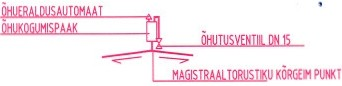 ÕHUERALDUSAUTOMAAT
ÕHUKOGUMISPAAK
ÕHUTUSVENTIIL DN 15
MAGISTRAALTORUSTIKU KÕRGEIM PUNKT